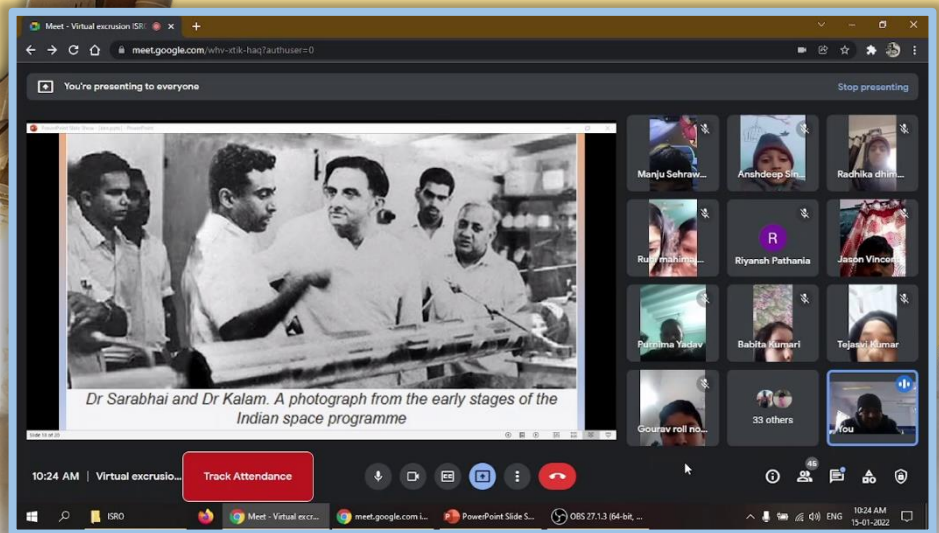 Meet - Virtual excrusion ISR
meet.google.com/whv-xtik-haq?authuser=0
You're presenting to everyone
Stop presenting
Dr Sarabhai and Dr Kalam. A photograph from the early stages of the
Indian space programme
Manju Sehraw...
Anshdeep Sin...
Radhika dhim...
R
Riyansh Pathania
Jason Vincent
Purnima Yadav
Babita Kumari
Tejasvi Kumar
Gourav roll no...
33 others
You
10:24 AM | Virtual excrusio...
Track Attendance
CC
46
ISRO
Meet - Virtual excr...
meet.google.com i...
PowerPoint Slide S...
OBS 27.1.3 (64-bit, ...
ENG
10:24 AM
15-01-2022